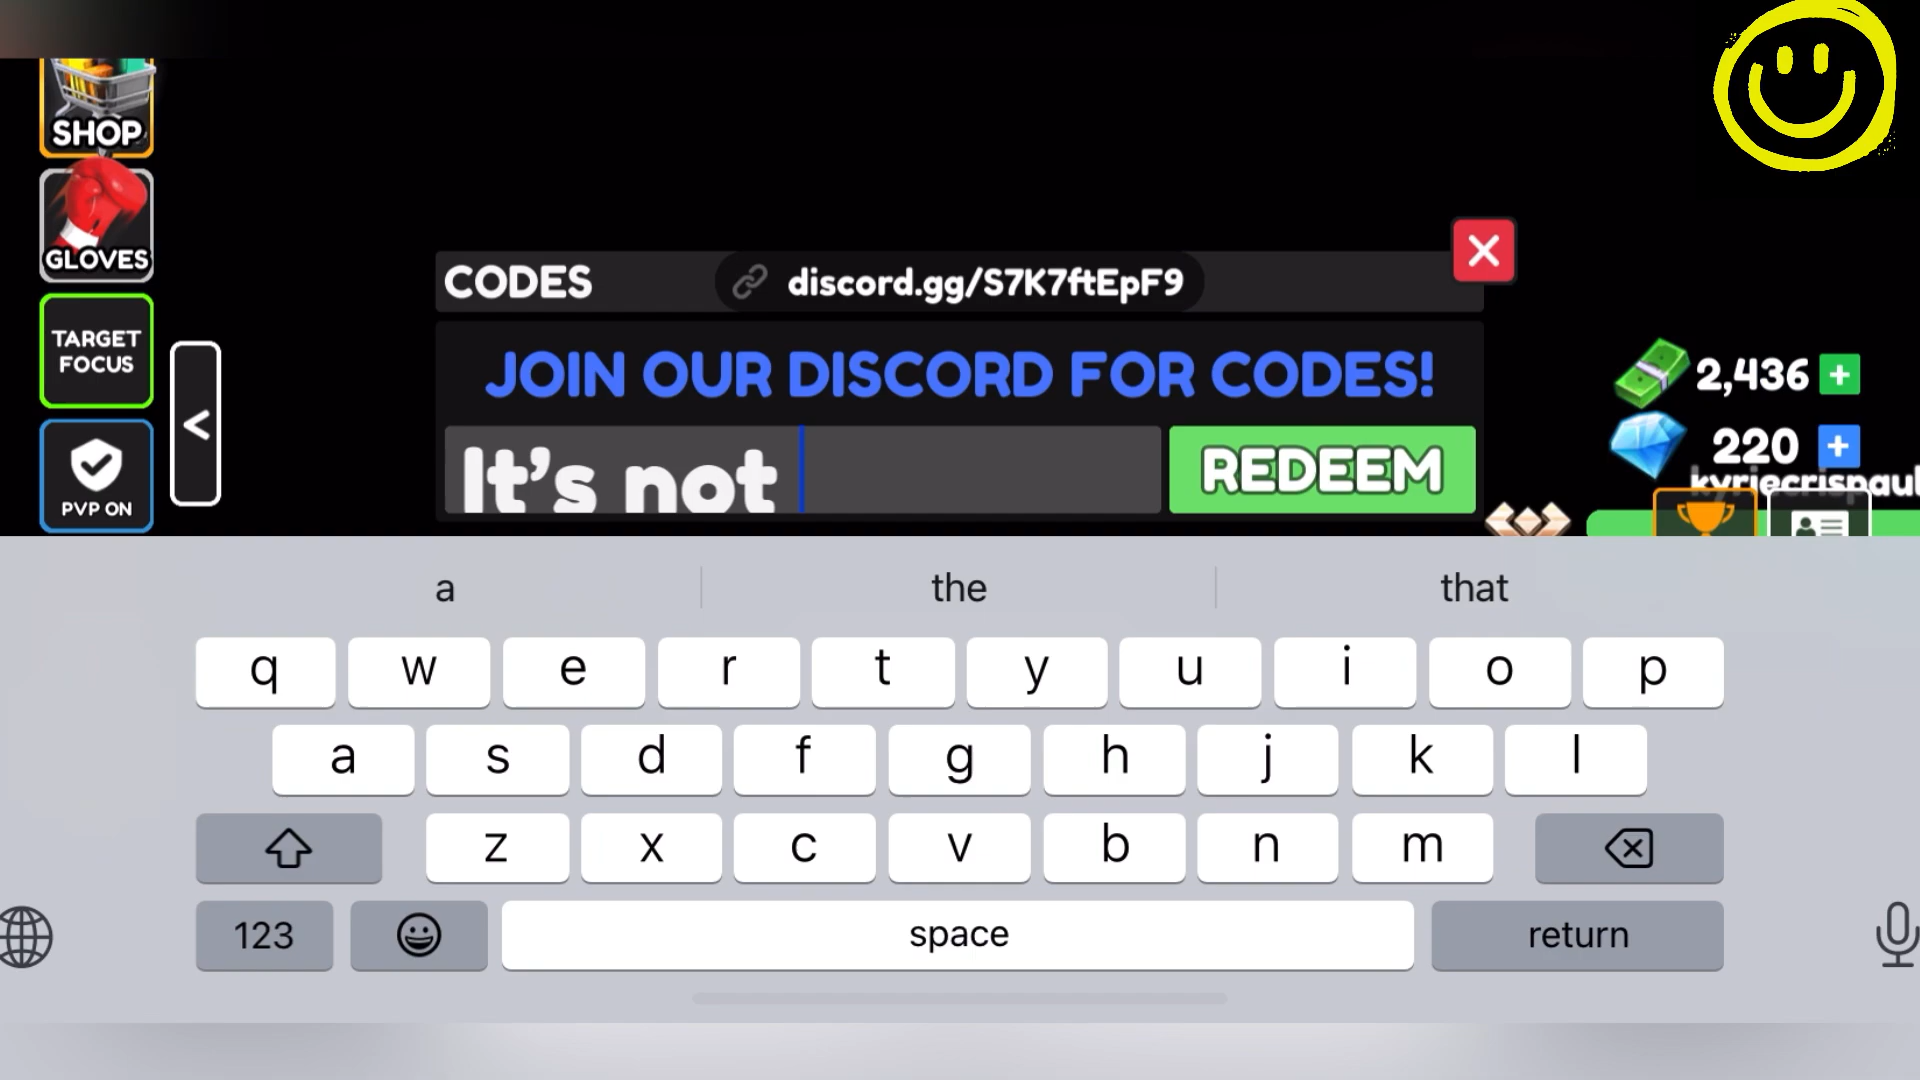 SHOP
GLOVES
TARGET
FOCUS
PVP ON
<
CODES
discord.gg/S7K7ftEpF9
JOIN OUR DISCORD FOR CODES!
It's not
REDEEM
2,436 +
220 +
kyriecrispaul
a the that
q w e r t y u i o p
a s d f g h j k l
z x c v b n m
123 space return